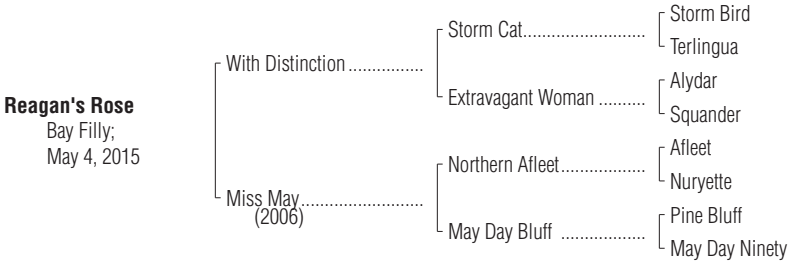 Reagan's Rose
Bay Filly;
May 4, 2015
With Distinction ................
Miss May..........................
(2006)
Storm Cat..........................
Extravagant Woman ..........
Northern Afleet..................
May Day Bluff ..................
Storm Bird
Terlingua
Alydar
Squander
Afleet
Nuryette
Pine Bluff
May Day Ninety